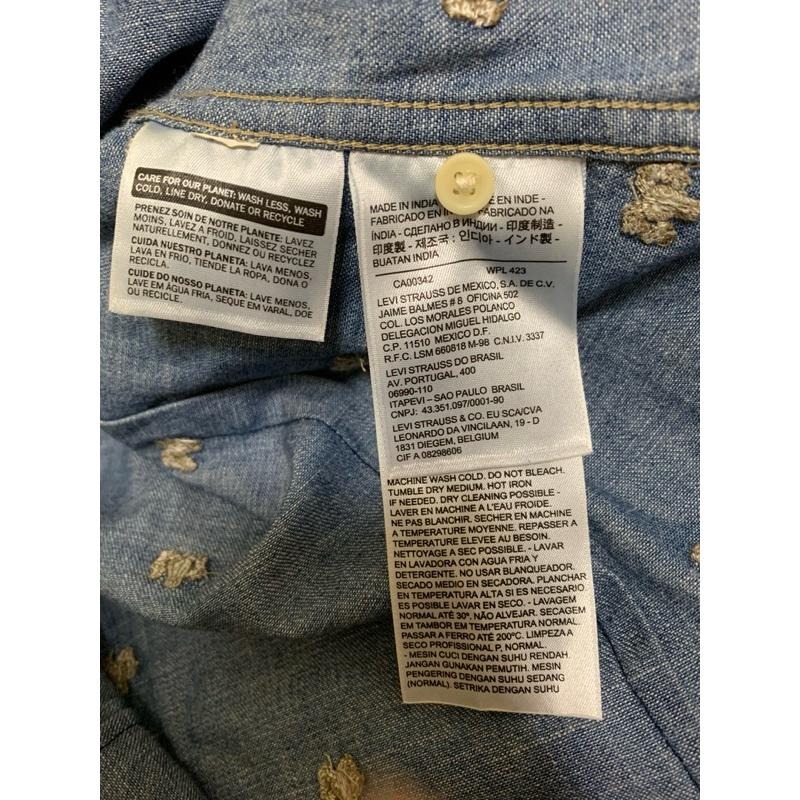 CARE FOR OUR PLANET: WASH LESS, WASH
COLD, LINE DRY, DONATE OR RECYCLE
PRENEZ SOIN DE NOTRE PLANETE: LAVEZ
MOINS, LAVEZ A FROID, LAISSEZ SECHER
NATURELLEMENT, DONNEZ OU RECYCLEZ
CUIDA NUESTRO PLANETA: LAVA MENOS,
LAVA EN FRIO, TIENDE LA ROPA, DONA O
RECICLA.
CUIDE DO NOSSO PLANETA: LAVE MENOS,
LAVE EM ÁGUA FRIA, SEQUE EM VARAL, DOE
OU RECICLE.
MADE IN INDIA EN INDE -
FABRICADO EN FABRICADO NA
ÍNDIA - СДЕЛАНО В ИНДИИ - 印度制造 -
印度製 - 제조국 : 인디아 - インド製 -
BUATAN INDIA
CA00342 WPL 423
LEVI STRAUSS DE MEXICO, S.A. DE C.V.
JAIME BALMES # 8 OFICINA 502
COL. LOS MORALES POLANCO
DELEGACION MIGUEL HIDALGO
C.P. 11510 MEXICO D.F.
R.F.C. LSM 660818 M-98 C.N.I.V. 3337
LEVI STRAUSS DO BRASIL
AV. PORTUGAL, 400
06990-110
ITAPEVI – SAO PAULO BRASIL
CNPJ: 43.351.097/0001-90
LEVI STRAUSS & CO. EU SCA/CVA
LEONARDO DA VINCILAAN, 19 - D
1831 DIEGEM, BELGIUM
CIF A 08298606
MACHINE WASH COLD. DO NOT BLEACH.
TUMBLE DRY MEDIUM. HOT IRON
IF NEEDED. DRY CLEANING POSSIBLE -
LAVER EN MACHINE A L'EAU FROIDE.
NE PAS BLANCHIR. SECHER EN MACHINE
A TEMPERATURE MOYENNE. REPASSER A
TEMPERATURE ELEVEE AU BESOIN.
NETTOYAGE A SEC POSSIBLE. - LAVAR
EN LAVADORA CON AGUA FRIA Y
DETERGENTE. NO USAR BLANQUEADOR.
SECADO MEDIO EN SECADORA. PLANCHAR
EN TEMPERATURA ALTA SI ES NECESARIO
ES POSIBLE LAVAR EN SECO. - LAVAGEM
NORMAL ATÉ 30º, NÃO ALVEJAR. SECAGEM
EM TAMBOR EM TEMPERATURA NORMAL.
PASSAR A FERRO ATÉ 200ºC. LIMPEZA A
SECO PROFISSIONAL P, NORMAL.
- MESIN CUCI DENGAN SUHU RENDAH.
JANGAN GUNAKAN PEMUTIH. MESIN
PENGERING DENGAN SUHU SEDANG
(NORMAL). SETRIKA DENGAN SUHU